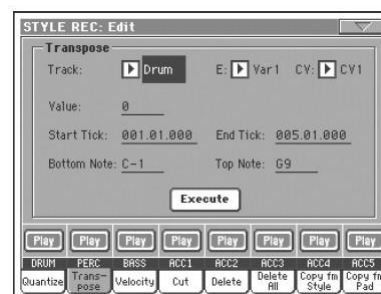 STYLE REC: Edit
Transpose
Track: Drum E: Var1 CV: CV1
Value: 0
Start Tick: 001.01.000 End Tick: 005.01.000
Bottom Note: C-1 Top Note: G9
Execute
Play Play Play Play Play Play Play Play
DRUM PERC BASS ACC1 ACC2 ACC3 ACC4 ACC5
Quantize Trans- Velocity Cut Delete Delete Copy fm Copy fm
pose All Style Pad